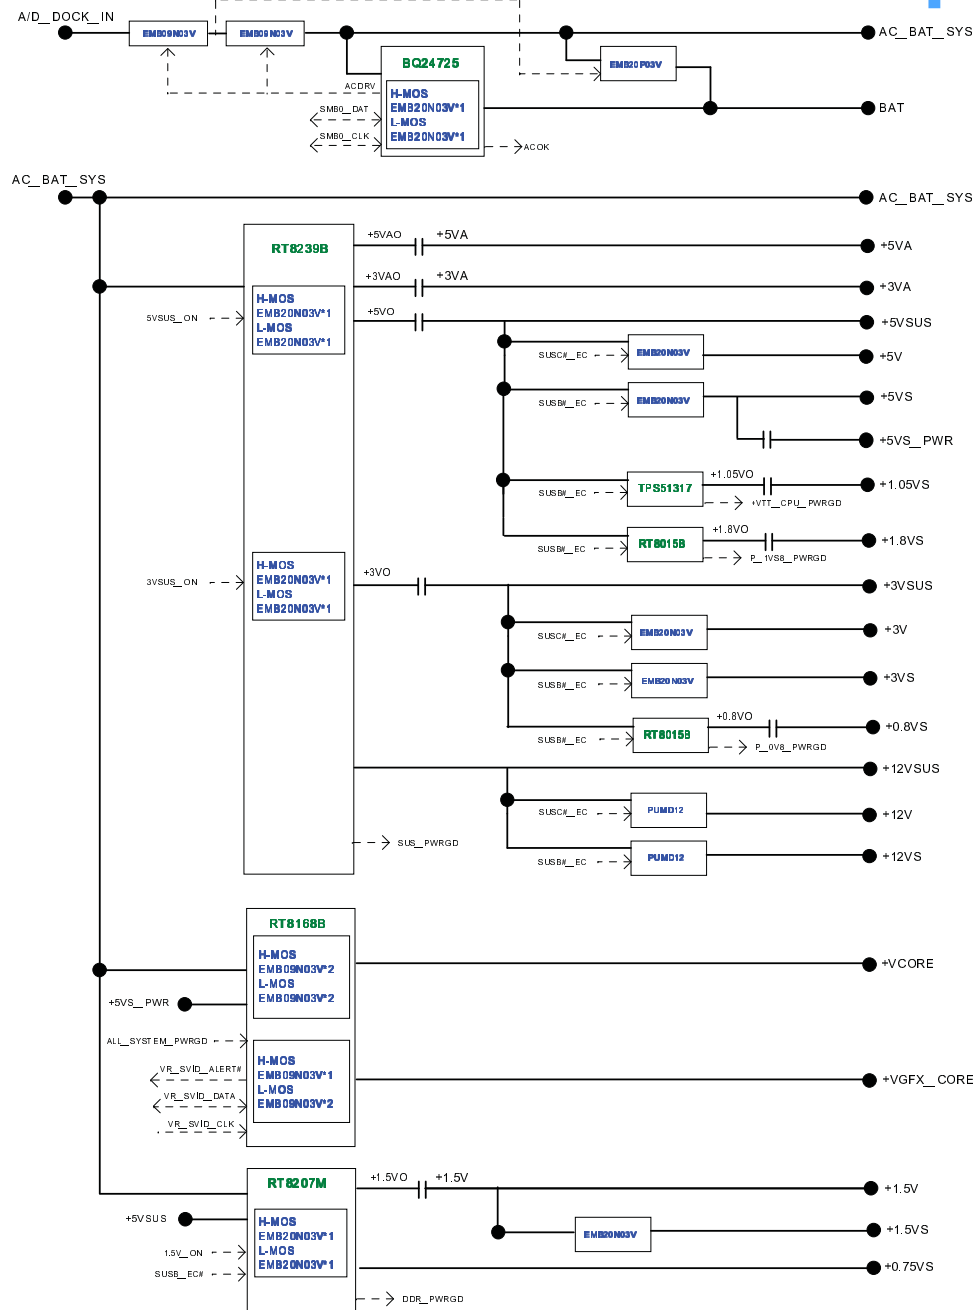 A/D_DOCK_IN
EMB09N03V
EMB09N03V
AC_BAT_SYS
BQ24725
EMB20P03V
ACDRV
H-MOS
EMB20N03V*1
L-MOS
EMB20N03V*1
SMB0_DAT
SMB0_CLK
BAT
ACOK
AC_BAT_SYS
AC_BAT_SYS
RT8239B
+5VAO
+5VA
+5VA
+3VAO
+3VA
+3VA
H-MOS
EMB20N03V*1
L-MOS
EMB20N03V*1
5VSUS_ON
+5VO
+5VSUS
SUSC#_EC
EMB20N03V
+5V
SUSB#_EC
EMB20N03V
+5VS
+5VS_PWR
SUSB#_EC
TPS51317
+1.05VO
+VTT_CPU_PWRGD
+1.05VS
SUSB#_EC
RT8015B
+1.8VO
P_1VS8_PWRGD
+1.8VS
3VSUS_ON
H-MOS
EMB20N03V*1
L-MOS
EMB20N03V*1
+3VO
+3VSUS
SUSC#_EC
EMB20N03V
+3V
SUSB#_EC
EMB20N03V
+3VS
SUSB#_EC
RT8015B
+0.8VO
P_0V8_PWRGD
+0.8VS
+12VSUS
SUSC#_EC
PUMD12
+12V
SUS_PWRGD
SUSB#_EC
PUMD12
+12VS
RT8168B
H-MOS
EMB09N03V*2
L-MOS
EMB09N03V*2
+VCORE
+5VS_PWR
ALL_SYSTEM_PWRGD
VR_SVID_ALERT#
VR_SVID_DATA
VR_SVID_CLK
H-MOS
EMB09N03V*1
L-MOS
EMB09N03V*2
+VGFX_CORE
RT8207M
+1.5VO
+1.5V
+1.5V
+5VSUS
H-MOS
EMB20N03V*1
L-MOS
EMB20N03V*1
1.5V_ON
SUSB_EC#
EMB20N03V
+1.5VS
+0.75VS
DDR_PWRGD